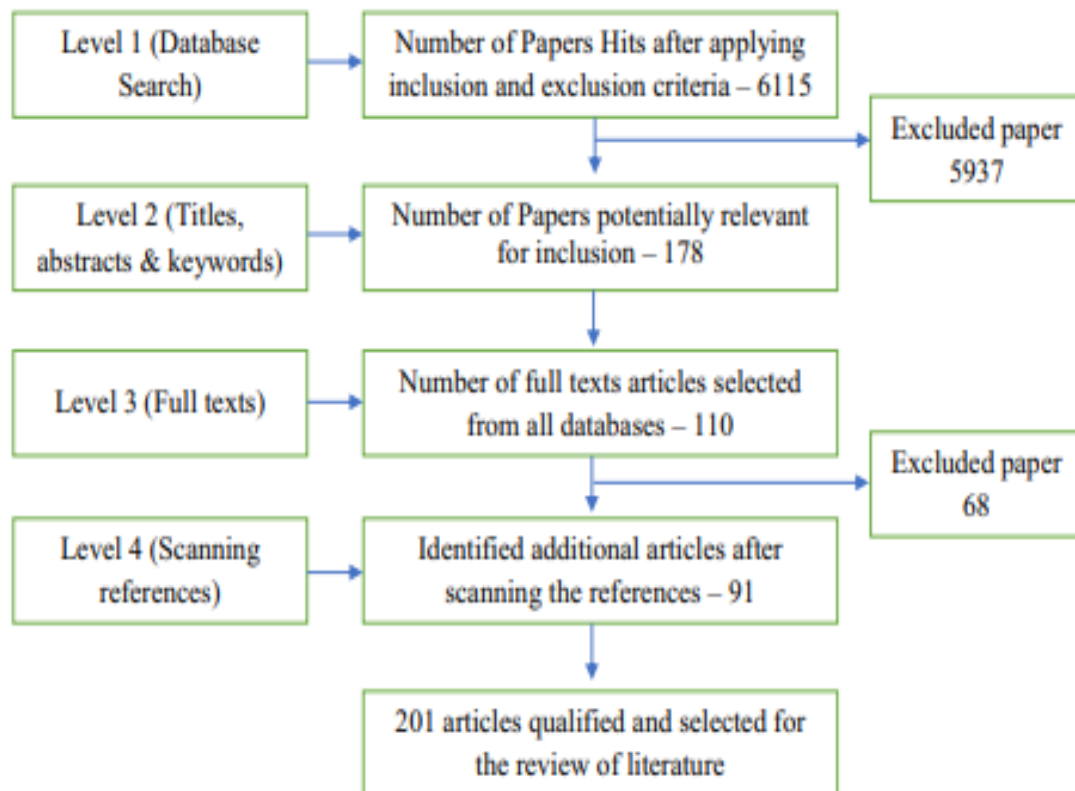 Level 1 (Database
Search)
Number of Papers Hits after applying
inclusion and exclusion criteria – 6115
Excluded paper
5937
Level 2 (Titles,
abstracts & keywords)
Number of Papers potentially relevant
for inclusion – 178
Level 3 (Full texts)
Number of full texts articles selected
from all databases – 110
Excluded paper
68
Level 4 (Scanning
references)
Identified additional articles after
scanning the references – 91
201 articles qualified and selected for
the review of literature